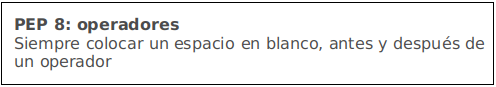 PEP 8: operadores
Siempre colocar un espacio en blanco, antes y después de
un operador